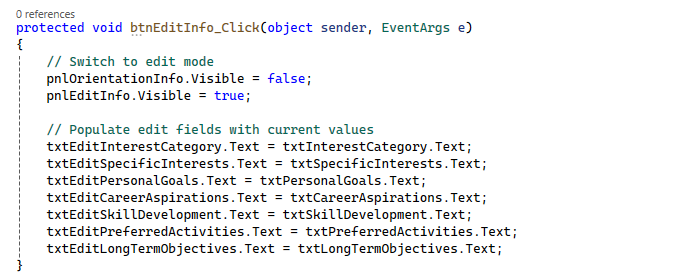 0 references
protected void btnEditInfo_Click(object sender, EventArgs e)
{
    // Switch to edit mode
    pnlOrientationInfo.Visible = false;
    pnlEditInfo.Visible = true;

    // Populate edit fields with current values
    txtEditInterestCategory.Text = txtInterestCategory.Text;
    txtEditSpecificInterests.Text = txtSpecificInterests.Text;
    txtEditPersonalGoals.Text = txtPersonalGoals.Text;
    txtEditCareerAspirations.Text = txtCareerAspirations.Text;
    txtEditSkillDevelopment.Text = txtSkillDevelopment.Text;
    txtEditPreferredActivities.Text = txtPreferredActivities.Text;
    txtEditLongTermObjectives.Text = txtLongTermObjectives.Text;
}